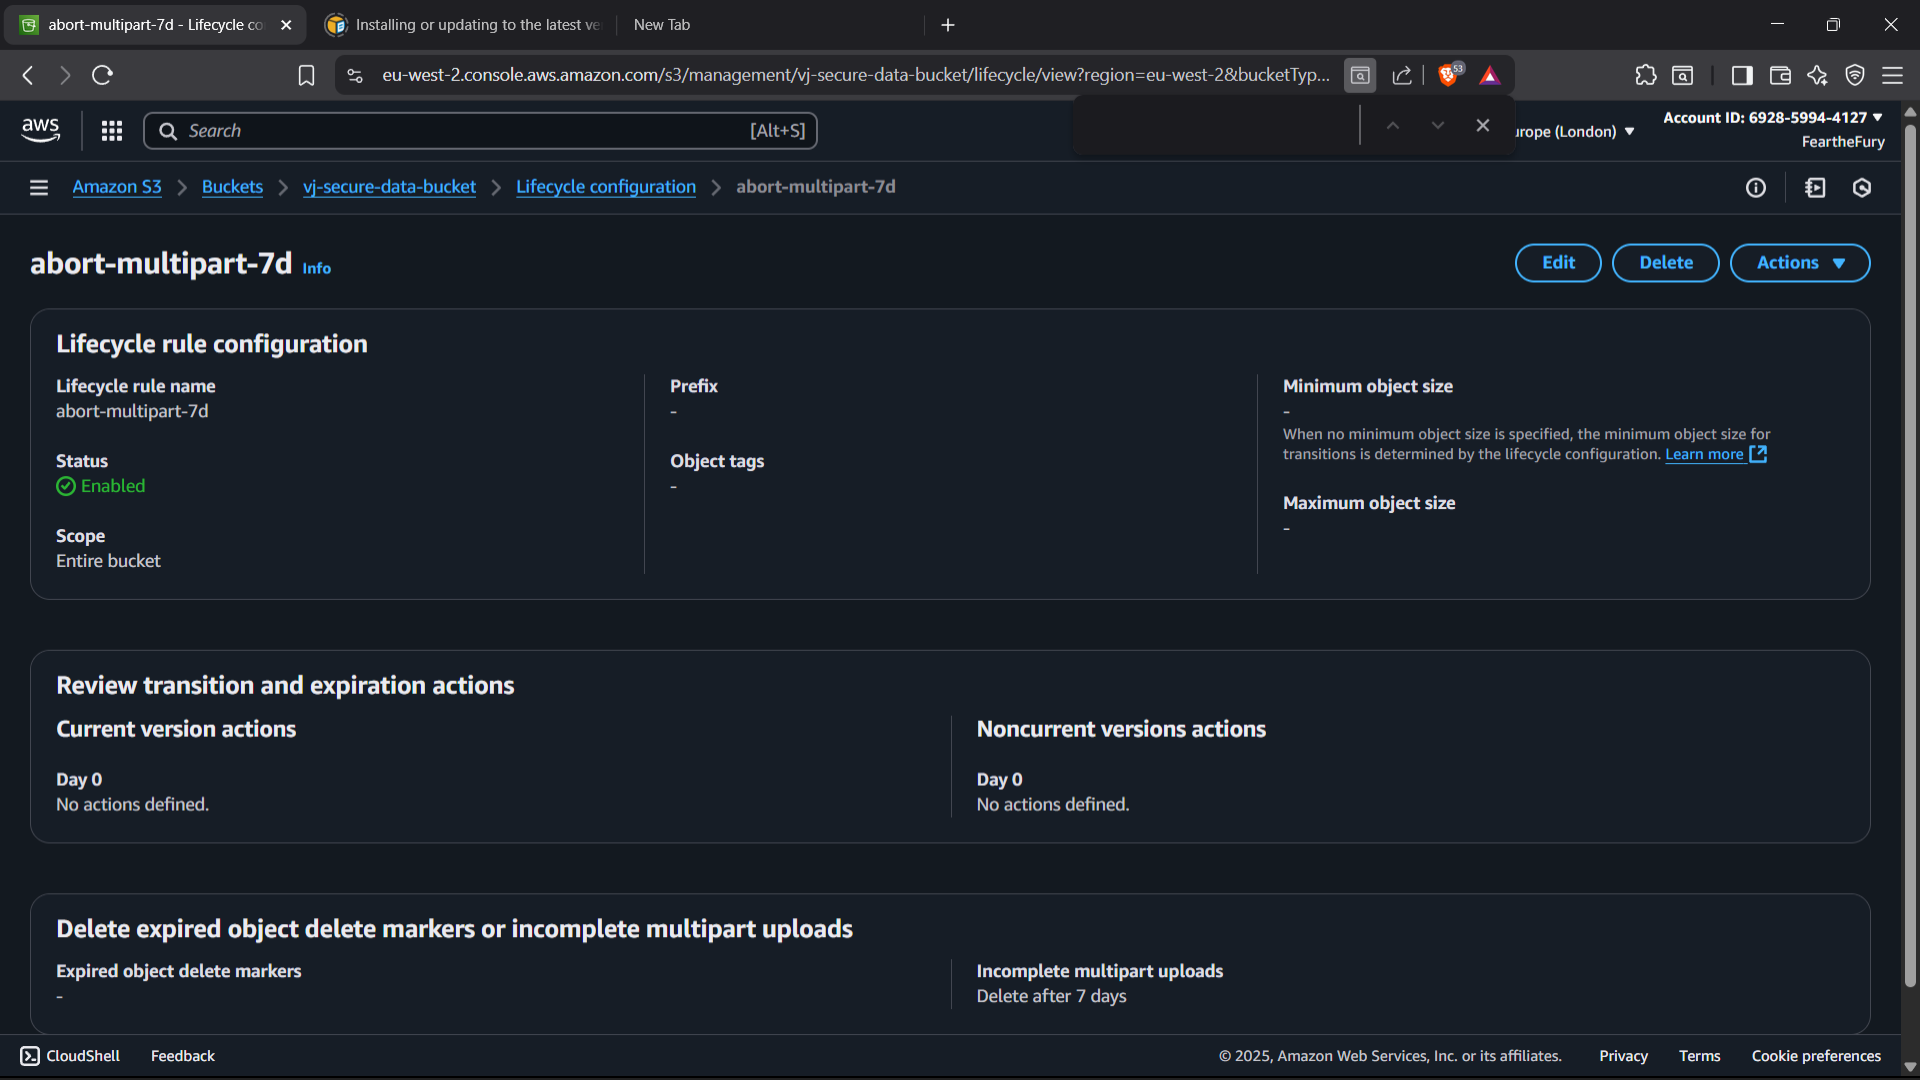 abort-multipart-7d - Lifecycle co
Installing or updating to the latest ve
New Tab
eu-west-2.console.aws.amazon.com/s3/management/vj-secure-data-bucket/lifecycle/view?region=eu-west-2&bucketTyp...
53
aws
Search
[Alt+S]
urope (London)
Account ID: 6928-5994-4127
FeartheFury
Amazon S3
Buckets
vj-secure-data-bucket
Lifecycle configuration
abort-multipart-7d
abort-multipart-7d
Info
Edit
Delete
Actions
Lifecycle rule configuration
Lifecycle rule name
abort-multipart-7d
Status
Enabled
Scope
Entire bucket
Prefix
-
Object tags
-
Minimum object size
-
When no minimum object size is specified, the minimum object size for
transitions is determined by the lifecycle configuration. Learn more
Maximum object size
-
Review transition and expiration actions
Current version actions
Day 0
No actions defined.
Noncurrent versions actions
Day 0
No actions defined.
Delete expired object delete markers or incomplete multipart uploads
Expired object delete markers
-
Incomplete multipart uploads
Delete after 7 days
CloudShell
Feedback
© 2025, Amazon Web Services, Inc. or its affiliates.
Privacy
Terms
Cookie preferences